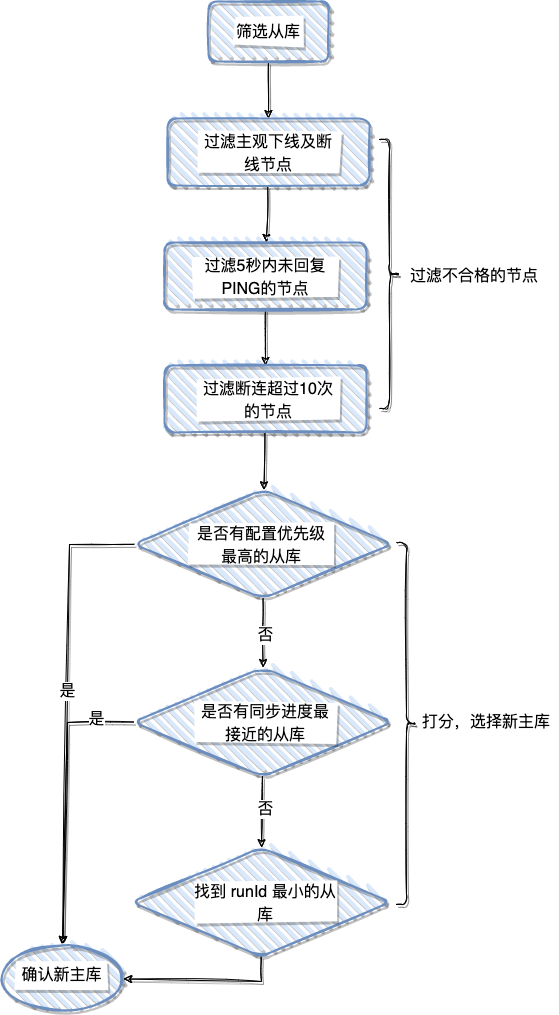 筛选从库
过滤主观下线及断
线节点
过滤5秒内未回复
PING的节点
过滤不合格的节点
过滤断连超过10次
的节点
是否有配置优先级
最高的从库
否
是
是否有同步进度最
接近的从库
是
打分，选择新主库
否
找到 runId 最小的从
库
确认新主库